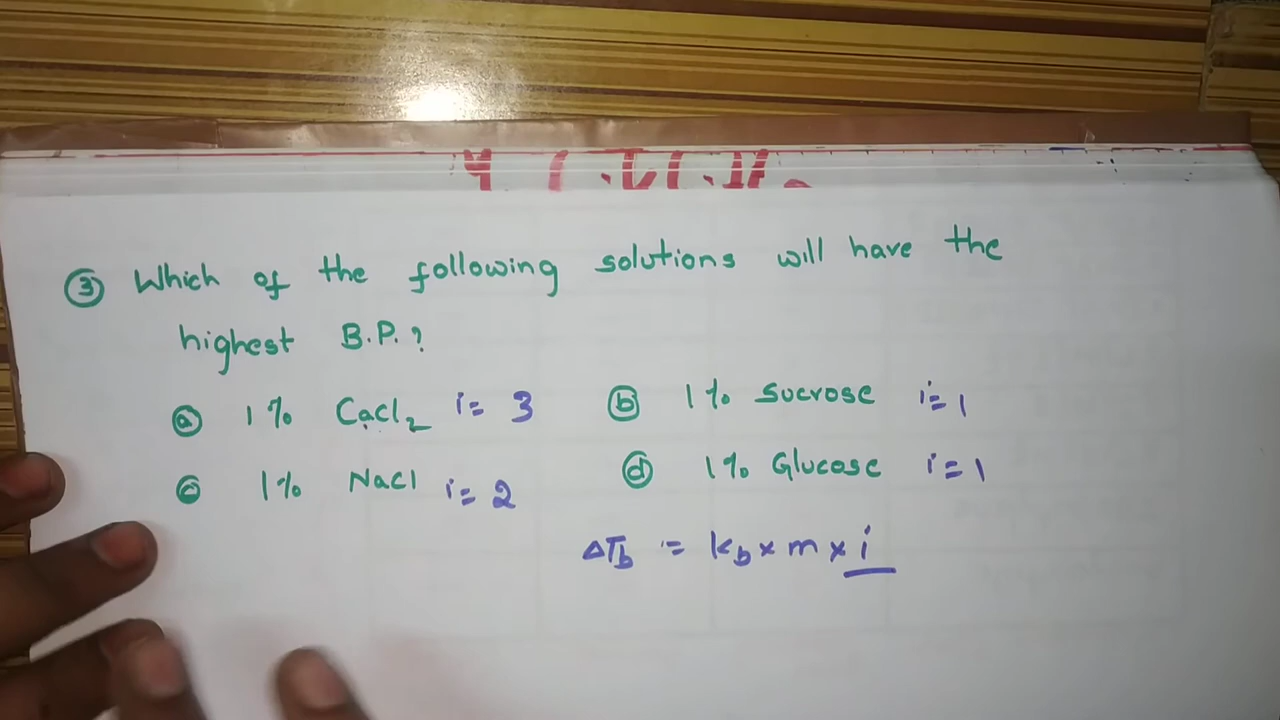 ③ Which of the following solutions will have the
highest B.P.?
ⓐ 1% CaCl₂ i= 3 ⓑ 1% Sucrose i=1
ⓒ 1% NaCl i= 2 ⓓ 1% Glucose i=1
ΔTb = Kb × m × i